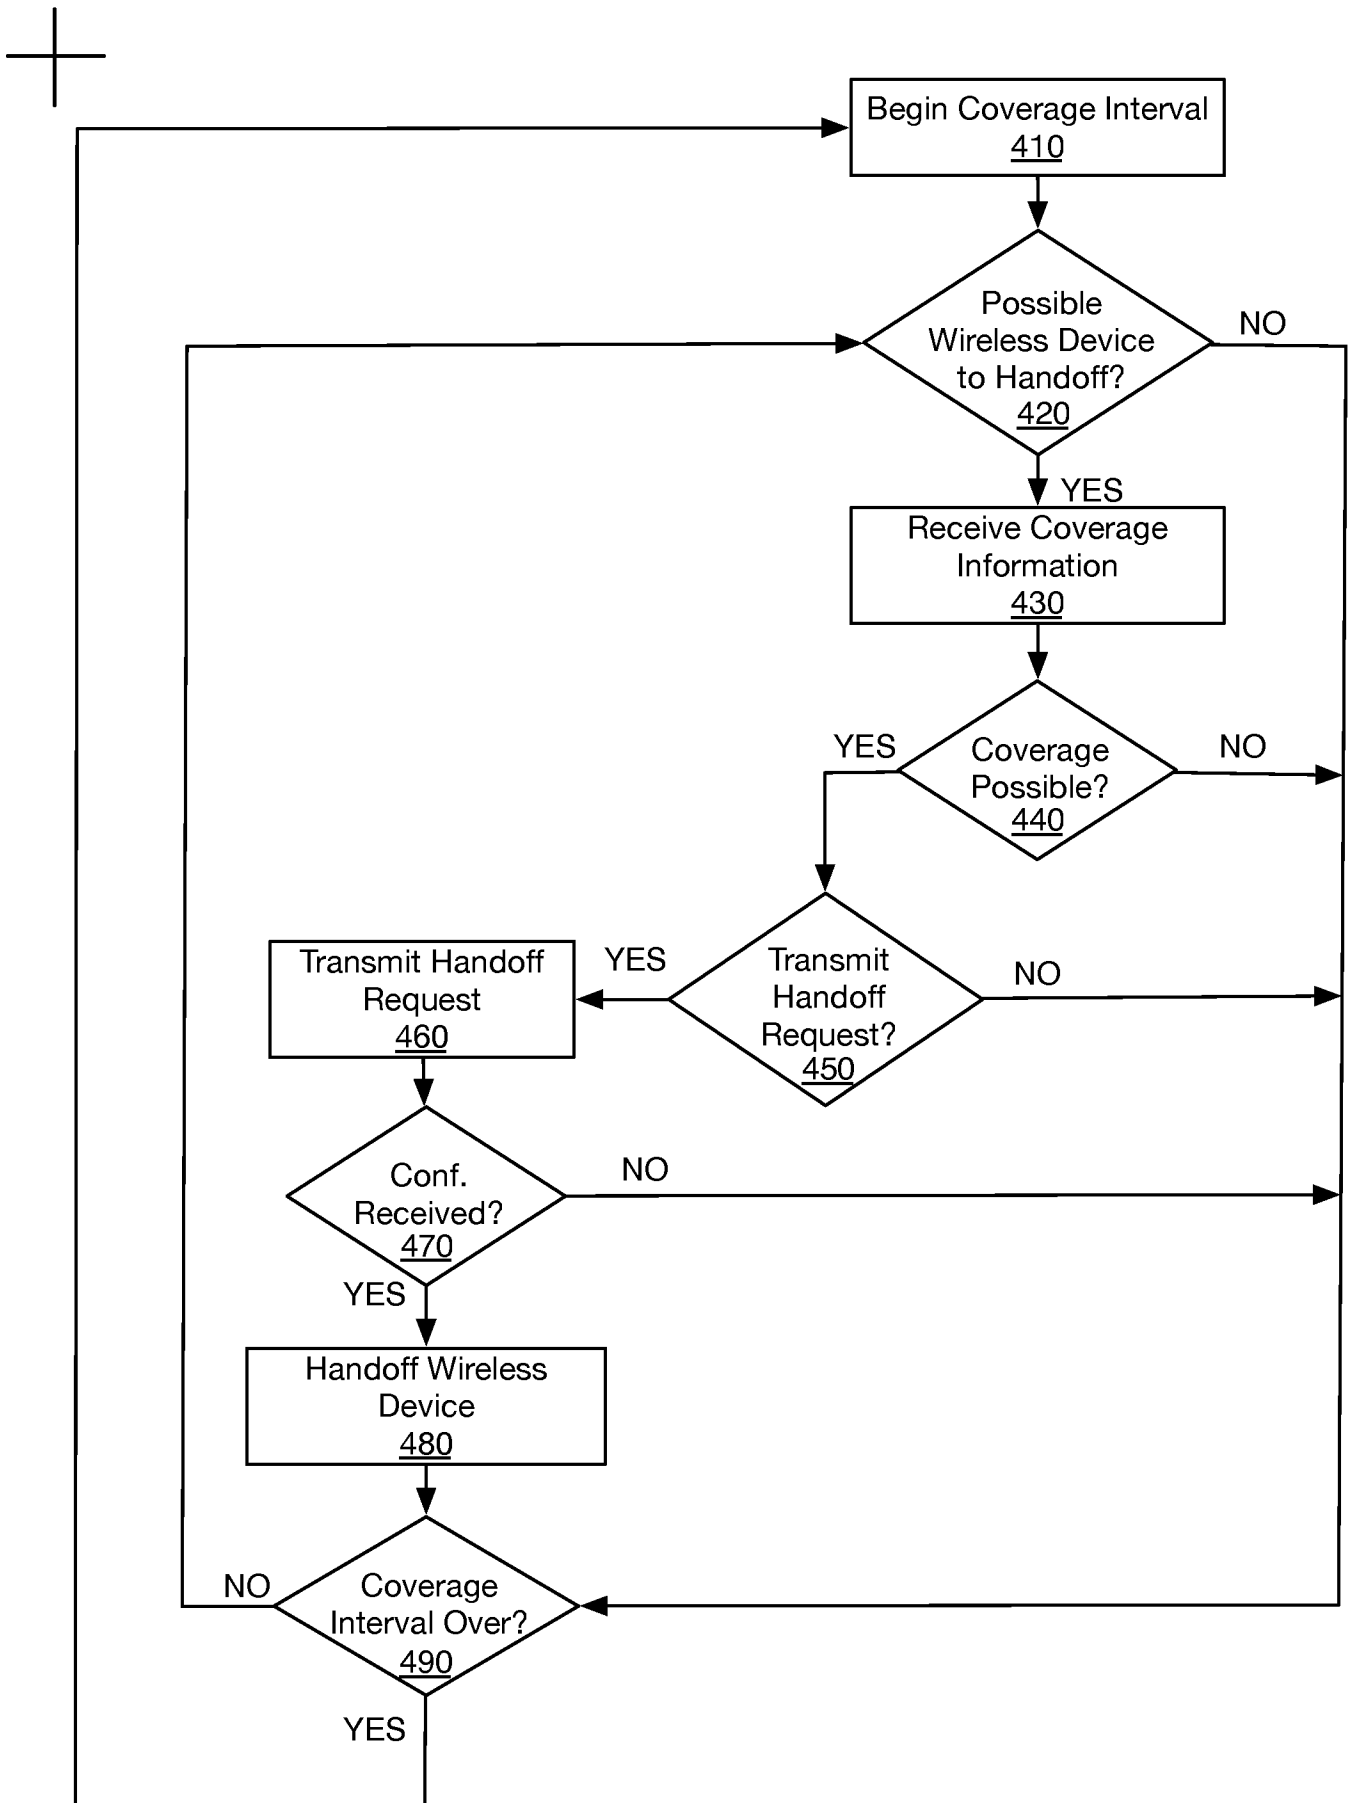 Begin Coverage Interval
410
Possible
Wireless Device
to Handoff?
420
NO
YES
Receive Coverage
Information
430
YES
Coverage
Possible?
440
NO
Transmit
Handoff
Request?
450
YES
NO
Transmit Handoff
Request
460
Conf.
Received?
470
NO
YES
Handoff Wireless
Device
480
NO
Coverage
Interval Over?
490
YES